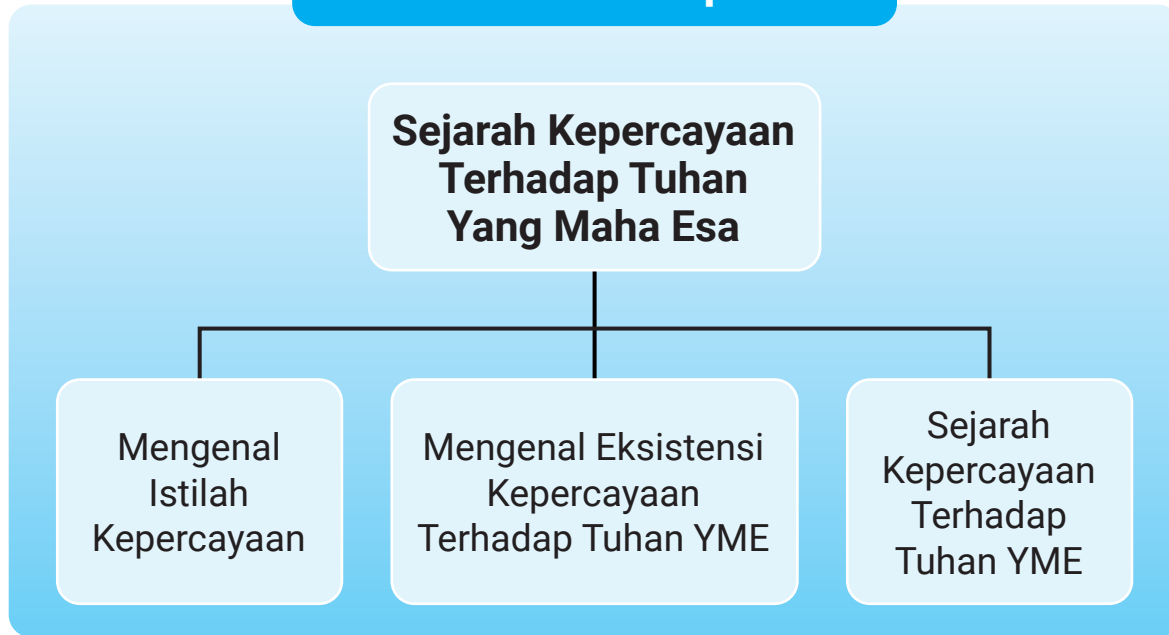 Sejarah Kepercayaan
Terhadap Tuhan
Yang Maha Esa
Mengenal
Istilah
Kepercayaan
Mengenal Eksistensi
Kepercayaan
Terhadap Tuhan YME
Sejarah
Kepercayaan
Terhadap
Tuhan YME